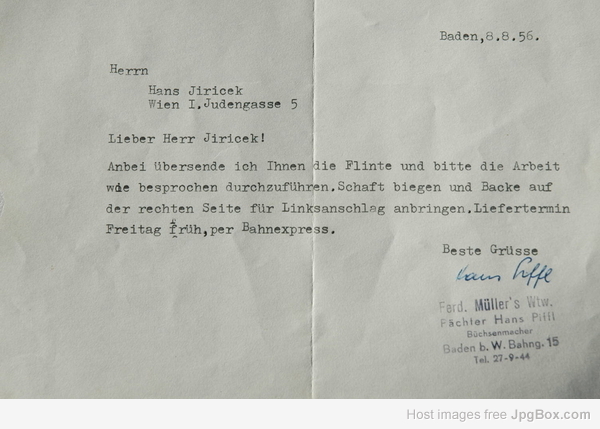 Baden,8.8.56.
Herrn
Hans Jiricek
Wien I.Judengasse 5
Lieber Herr Jiricek!
Anbei übersende ich Ihnen die Flinte und bitte die Arbeit
wie besprochen durchzuführen.Schaft biegen und Backe auf
der rechten Seite für Linksanschlag anbringen.Liefertermin
Freitag früh,per Bahnexpress.
Beste Grüsse
Ferd. Müller's Wtw.
Pächter Hans Piffl
Büchsenmacher
Baden b. W. Bahng. 15
Tel. 27-9-44
Host images free JpgBox.com